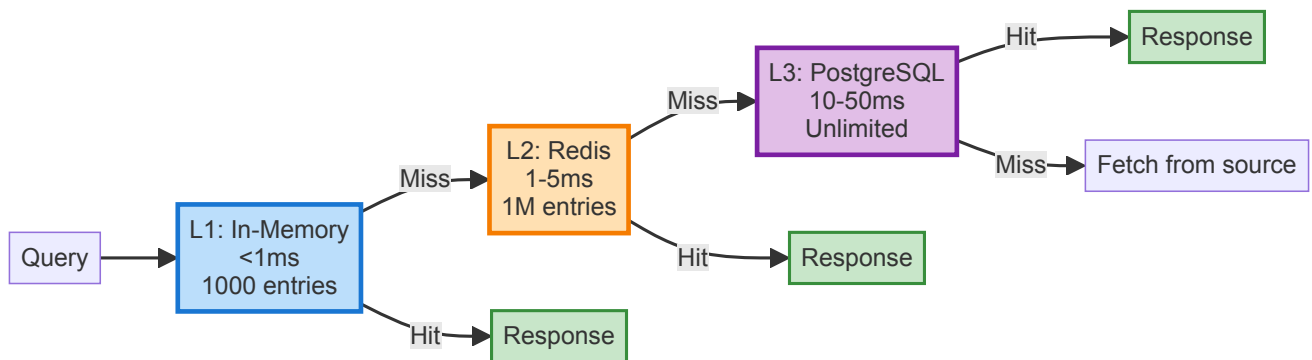 Query
L1: In-Memory
<1ms
1000 entries
Miss
Hit
Response
L2: Redis
1-5ms
1M entries
Miss
Hit
Response
L3: PostgreSQL
10-50ms
Unlimited
Hit
Response
Miss
Fetch from source